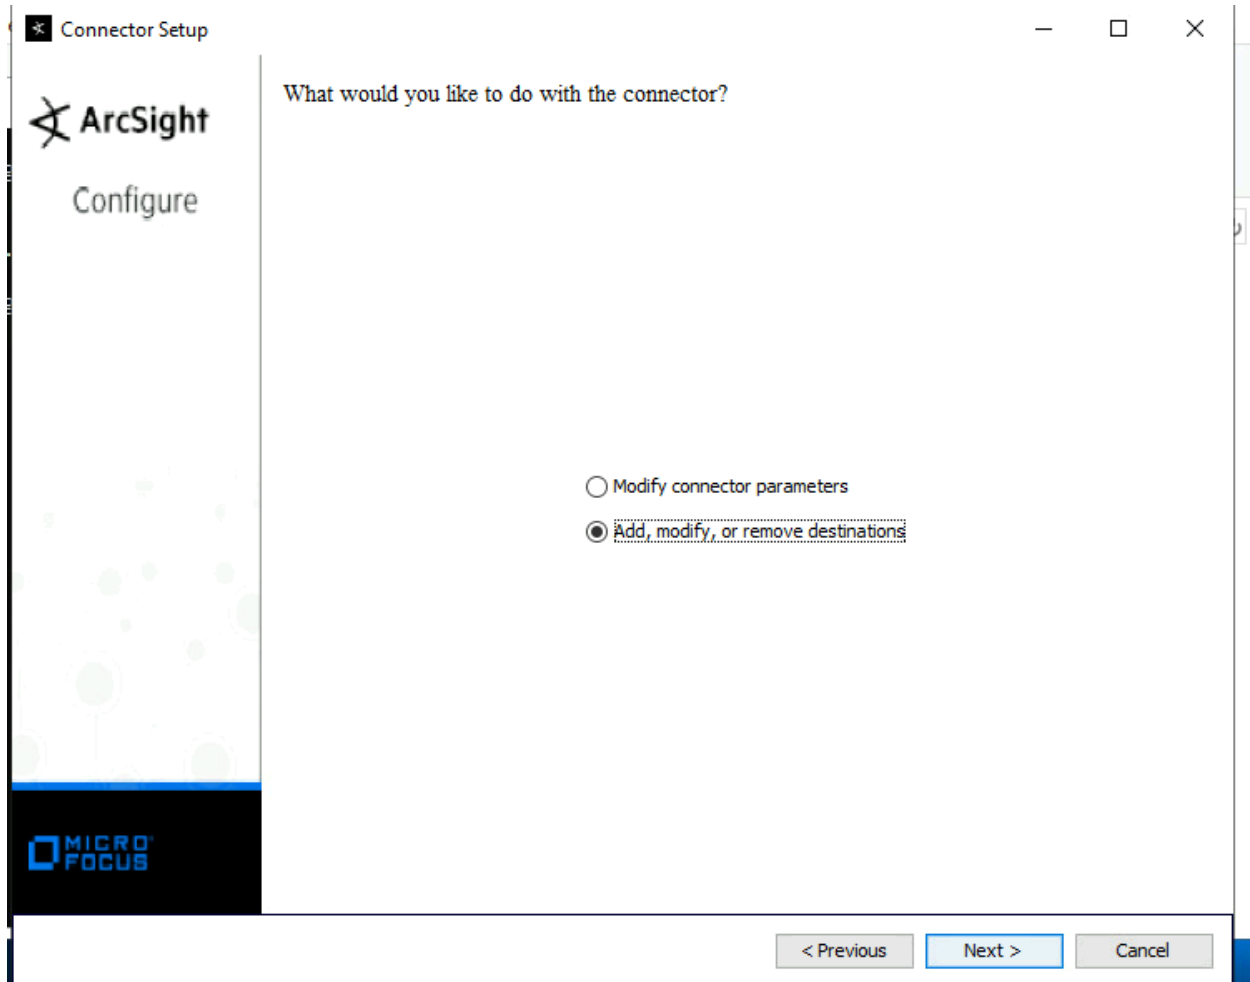 Connector Setup
ArcSight
Configure
What would you like to do with the connector?
Modify connector parameters
Add, modify, or remove destinations
MICRO
FOCUS
< Previous
Next >
Cancel